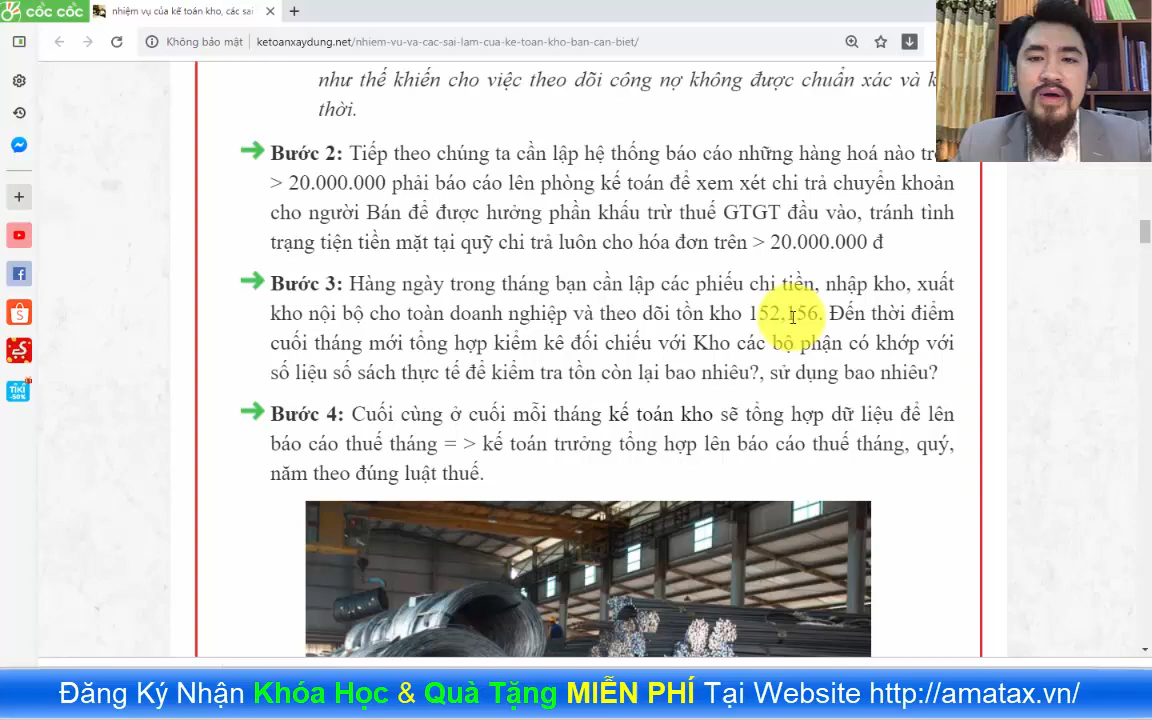 cốc cốc
nhiệm vụ của kế toán kho, các sai
Không bảo mật
ketoanxaydung.net/nhiem-vu-va-cac-sai-lam-cua-ke-toan-kho-ban-can-biet/
như thế khiến cho việc theo dõi công nợ không được chuẩn xác và
thời.
Bước 2: Tiếp theo chúng ta cần lập hệ thống báo cáo những hàng hoá nào
> 20.000.000 phải báo cáo lên phòng kế toán để xem xét chi trả chuyển khoản
cho người Bán để được hưởng phần khấu trừ thuế GTGT đầu vào, tránh tình
trạng tiện tiền mặt tại quỹ chi trả luôn cho hóa đơn trên > 20.000.000 đ
Bước 3: Hàng ngày trong tháng bạn cần lập các phiếu chi tiền, nhập kho, xuất
kho nội bộ cho toàn doanh nghiệp và theo dõi tồn kho 152,156. Đến thời điểm
cuối tháng mới tổng hợp kiểm kê đối chiếu với Kho các bộ phận có khớp với
số liệu sổ sách thực tế để kiểm tra tồn còn lại bao nhiêu?, sử dụng bao nhiêu?
Bước 4: Cuối cùng ở cuối mỗi tháng kế toán kho sẽ tổng hợp dữ liệu để lên
báo cáo thuế tháng = > kế toán trưởng tổng hợp lên báo cáo thuế tháng, quý,
năm theo đúng luật thuế.
TIKI
-50%
Đăng Ký Nhận Khóa Học & Quà Tặng MIỄN PHÍ Tại Website http://amatax.vn/